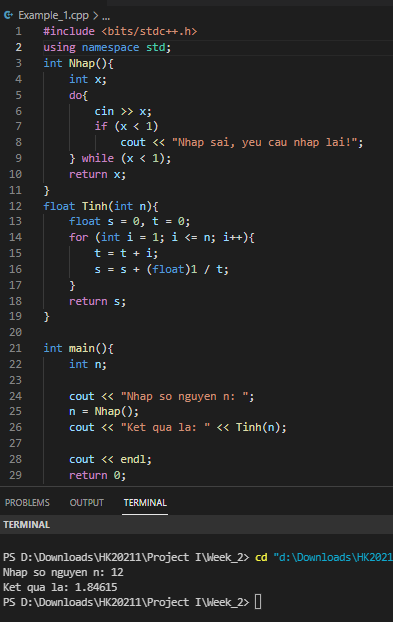 Example_1.cpp > ...
1 #include <bits/stdc++.h>
2 using namespace std;
3 int Nhap(){
4 int x;
5 do{
6 cin >> x;
7 if (x < 1)
8 cout << "Nhap sai, yeu cau nhap lai!";
9 } while (x < 1);
10 return x;
11 }
12 float Tinh(int n){
13 float s = 0, t = 0;
14 for (int i = 1; i <= n; i++){
15 t = t + i;
16 s = s + (float)1 / t;
17 }
18 return s;
19 }
20
21 int main(){
22 int n;
23
24 cout << "Nhap so nguyen n: ";
25 n = Nhap();
26 cout << "Ket qua la: " << Tinh(n);
27
28 cout << endl;
29 return 0;
PROBLEMS OUTPUT TERMINAL
TERMINAL
PS D:\Downloads\HK20211\Project I\Week_2> cd "d:\Downloads\HK2021
Nhap so nguyen n: 12
Ket qua la: 1.84615
PS D:\Downloads\HK20211\Project I\Week_2>